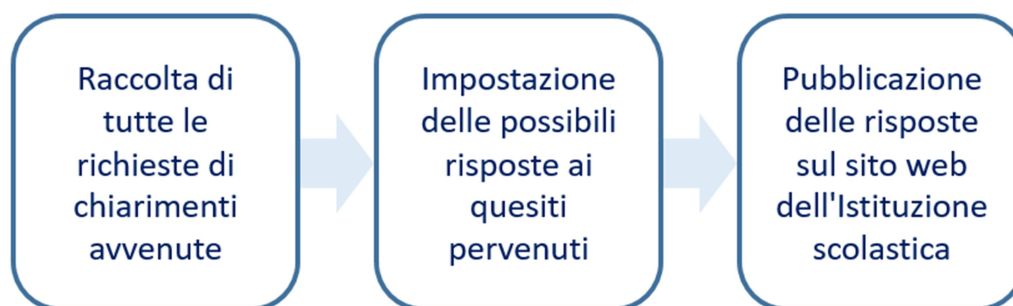 Raccolta di
tutte le
richieste di
chiarimenti
avvenute
Impostazione
delle possibili
risposte ai
quesiti
pervenuti
Pubblicazione
delle risposte
sul sito web
dell'Istituzione
scolastica